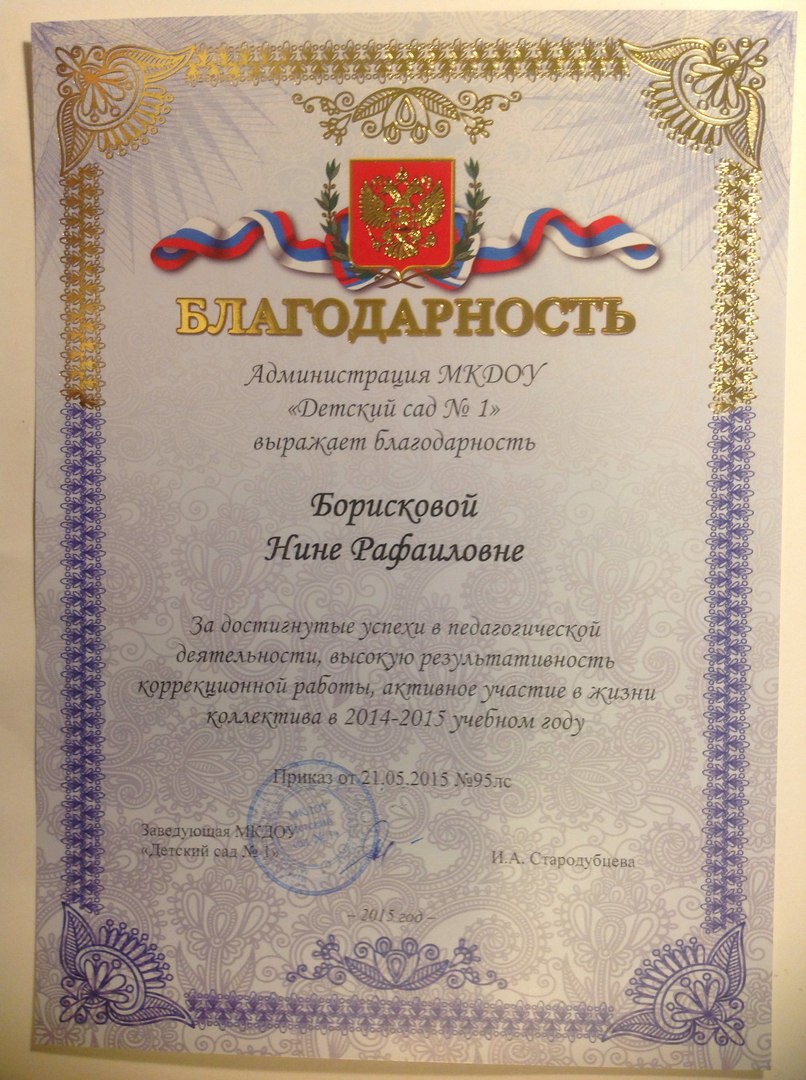 БЛАГОДАРНОСТЬ
Администрация МКДОУ
«Детский сад № 1»
выражает благодарность
Борисковой
Нине Рафаиловне
За достигнутые успехи в педагогической
деятельности, высокую результативность
коррекционной работы, активное участие в жизни
коллектива в 2014-2015 учебном году
Приказ от 21.05.2015 №95лс
Заведующая МКДОУ
«Детский сад № 1»
И.А. Стародубцева
МКДОУ
– 2015 год –